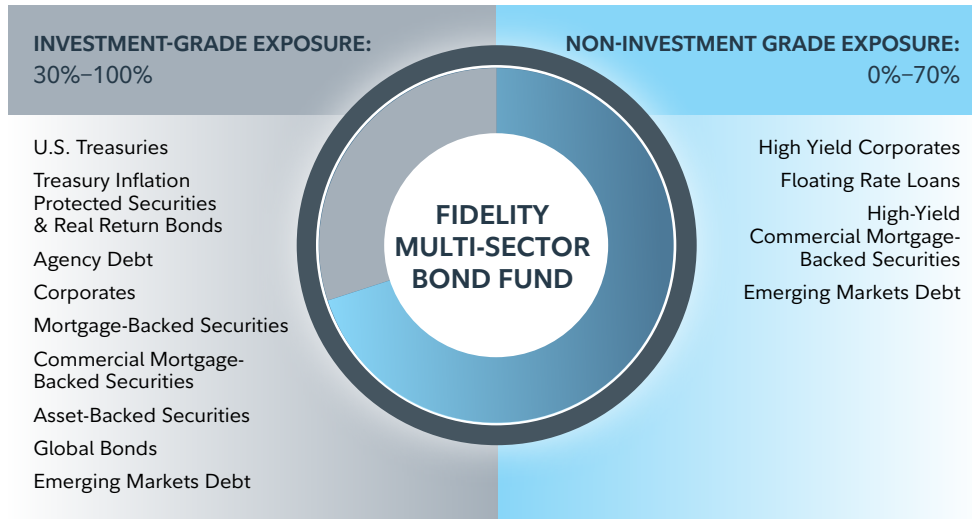 INVESTMENT-GRADE EXPOSURE:
30%–100%
U.S. Treasuries
Treasury Inflation
Protected Securities
& Real Return Bonds
Agency Debt
Corporates
Mortgage-Backed Securities
Commercial Mortgage-
Backed Securities
Asset-Backed Securities
Global Bonds
Emerging Markets Debt
FIDELITY
MULTI-SECTOR
BOND FUND
NON-INVESTMENT GRADE EXPOSURE:
0%–70%
High Yield Corporates
Floating Rate Loans
High-Yield
Commercial Mortgage-
Backed Securities
Emerging Markets Debt